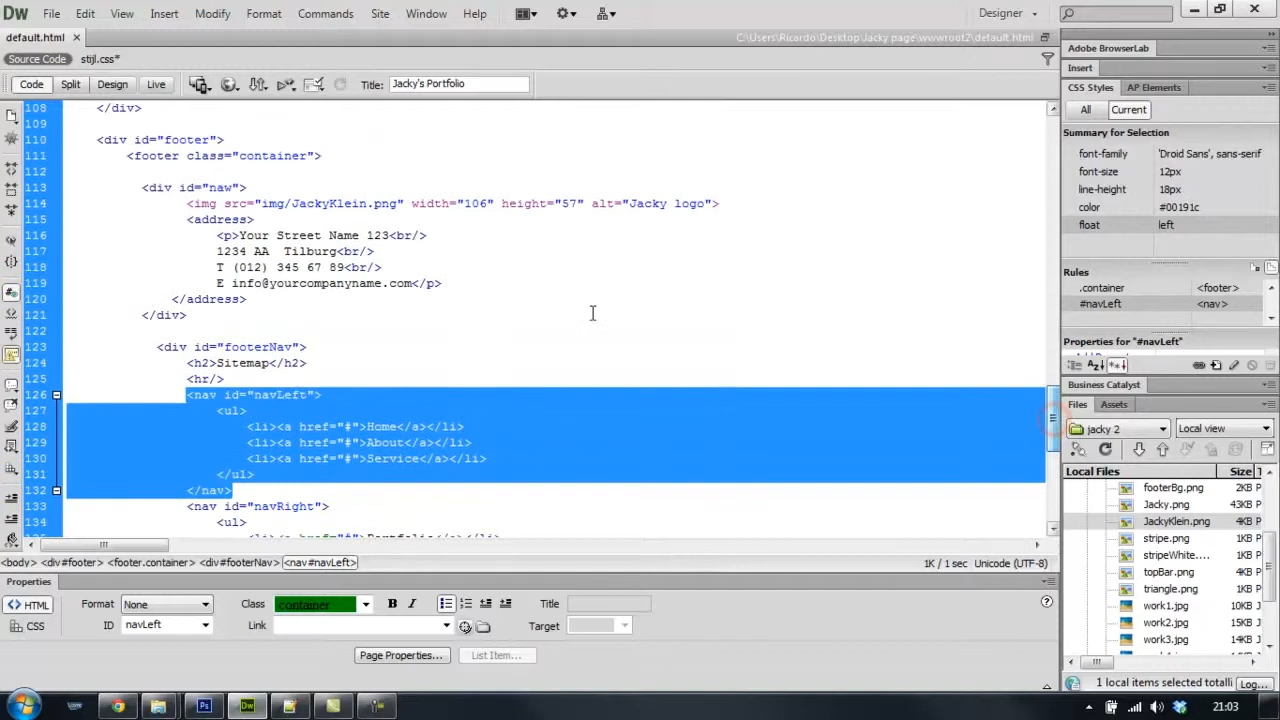 Dw File Edit View Insert Modify Format Commands Site Window Help Designer
default.html C:\Users\Ricardo\Desktop\Jacky page\wwwroot2\default.html
Source Code stijl.css*
Code Split Design Live Title: Jacky's Portfolio
108 </div>
109
110 <div id="footer">
111 <footer class="container">
112
113 <div id="naw">
114 <img src="img/JackyKlein.png" width="106" height="57" alt="Jacky logo">
115 <address>
116 <p>Your Street Name 123<br/>
117 1234 AA  Tilburg<br/>
118 T (012) 345 67 89<br/>
119 E info@yourcompanyname.com</p>
120 </address>
121 </div>
122
123 <div id="footerNav">
124 <h2>Sitemap</h2>
125 <hr/>
126 <nav id="navLeft">
127 <ul>
128 <li><a href="#">Home</a></li>
129 <li><a href="#">About</a></li>
130 <li><a href="#">Service</a></li>
131 </ul>
132 </nav>
133 <nav id="navRight">
134 <ul>
<body> <div#footer> <footer.container> <div#footerNav> <nav#navLeft> 1K / 1 sec Unicode (UTF-8)
Properties
HTML Format None Class container B I Title
CSS ID navLeft Link Target
Page Properties... List Item...
Adobe BrowserLab
Insert
CSS Styles AP Elements
All Current
Summary for Selection
font-family 'Droid Sans', sans-serif
font-size 12px
line-height 18px
color #00191c
float left
Rules
.container <footer>
#navLeft <nav>
Properties for "#navLeft"
Business Catalyst
Files Assets
jacky 2 Local view
Local Files Size
footerBg.png 2KB P
Jacky.png 43KB P
JackyKlein.png 4KB P
stripe.png 1KB P
stripeWhite.... 1KB P
topBar.png 1KB P
triangle.png 1KB P
work1.jpg 10KB J
work2.jpg 15KB J
work3.jpg 14KB J
1 local items selected totalli Log...
21:03